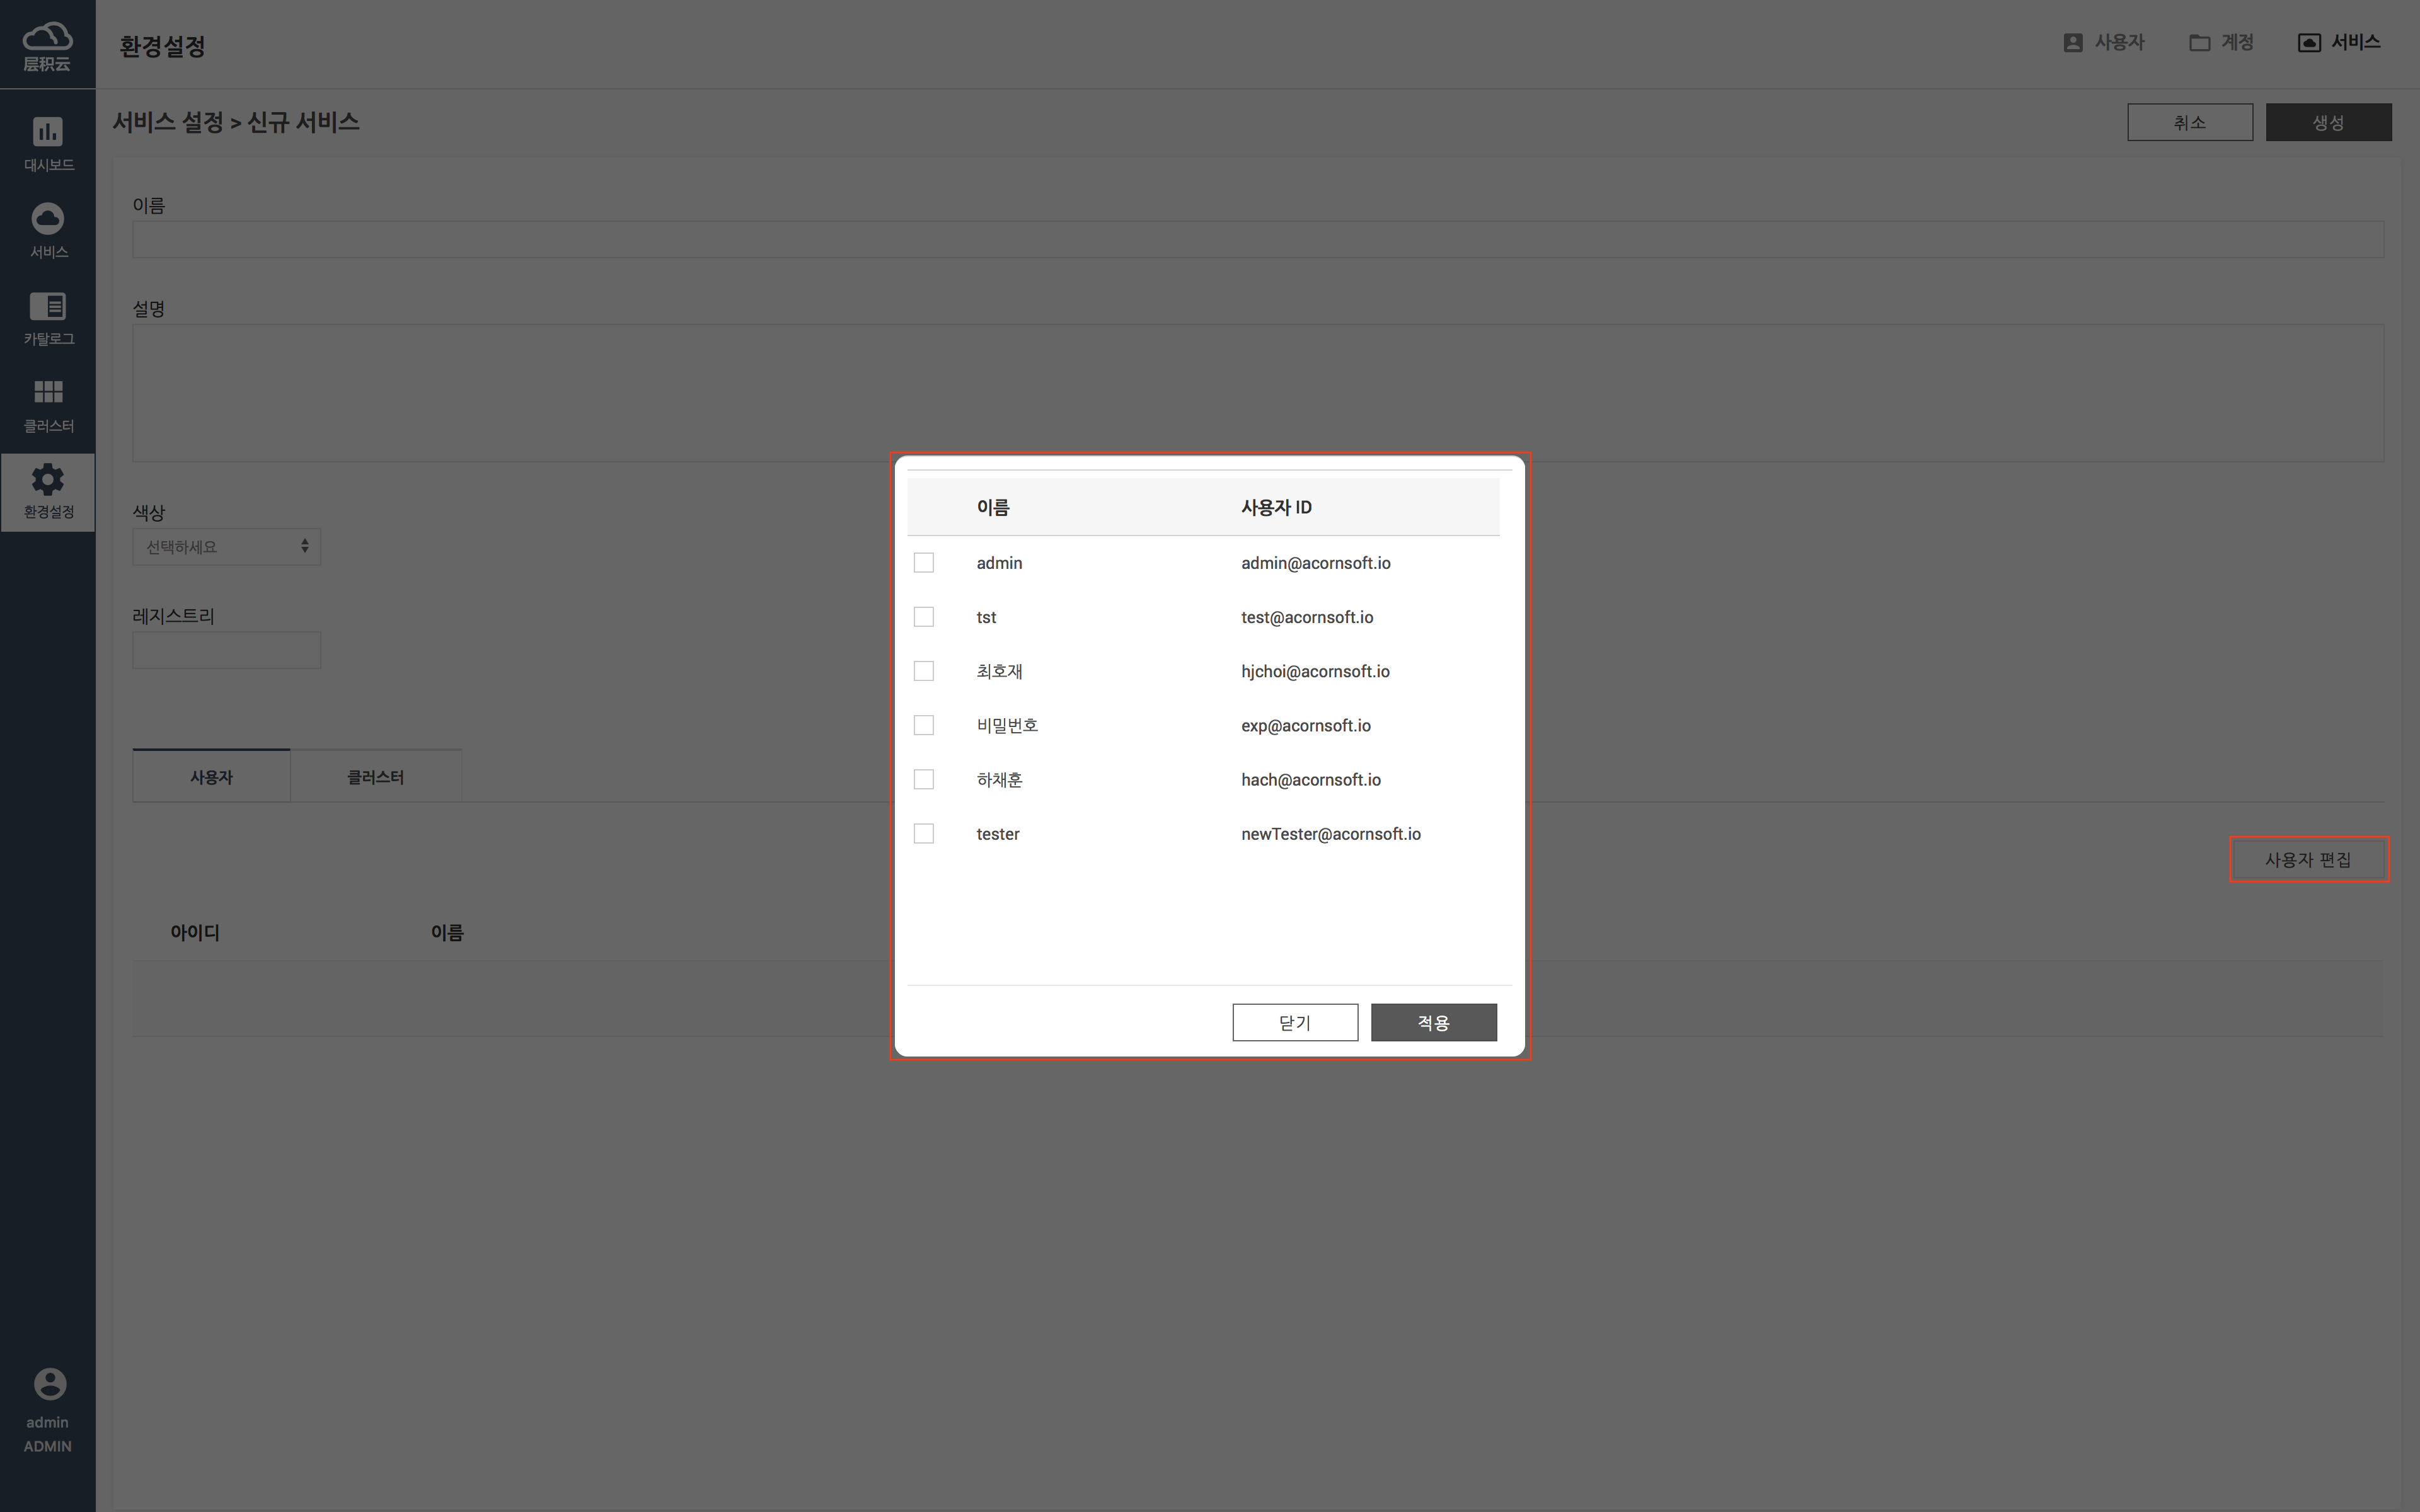 层积云
환경설정
사용자
계정
서비스
서비스 설정 > 신규 서비스
취소
생성
대시보드
서비스
카탈로그
클러스터
환경설정
이름
설명
색상
선택하세요
레지스트리
사용자
클러스터
사용자 편집
아이디
이름
이름 사용자 ID
admin admin@acornsoft.io
tst test@acornsoft.io
최호재 hjchoi@acornsoft.io
비밀번호 exp@acornsoft.io
하채훈 hach@acornsoft.io
tester newTester@acornsoft.io
닫기
적용
admin
ADMIN